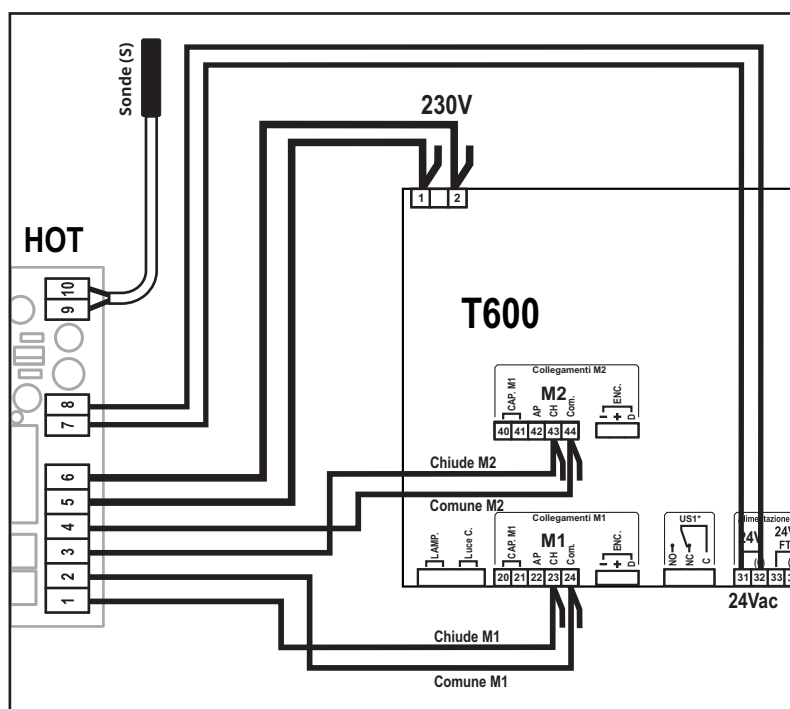 Sonde (S)
230V
1
2
HOT
10
9
8
7
6
5
4
3
2
1
T600
Collegamenti M2
CAP. M1
M2
AP
CH
Com.
ENC.
- + D
40 41 42 43 44
Chiude M2
Comune M2
Collegamenti M1
LAMP.
Luce C.
CAP. M1
M1
AP
CH
Com.
ENC.
- + D
20 21 22 23 24
US1*
NO
NC
C
Alimentazione
24V
24V
FT
31 32 33
24Vac
Chiude M1
Comune M1